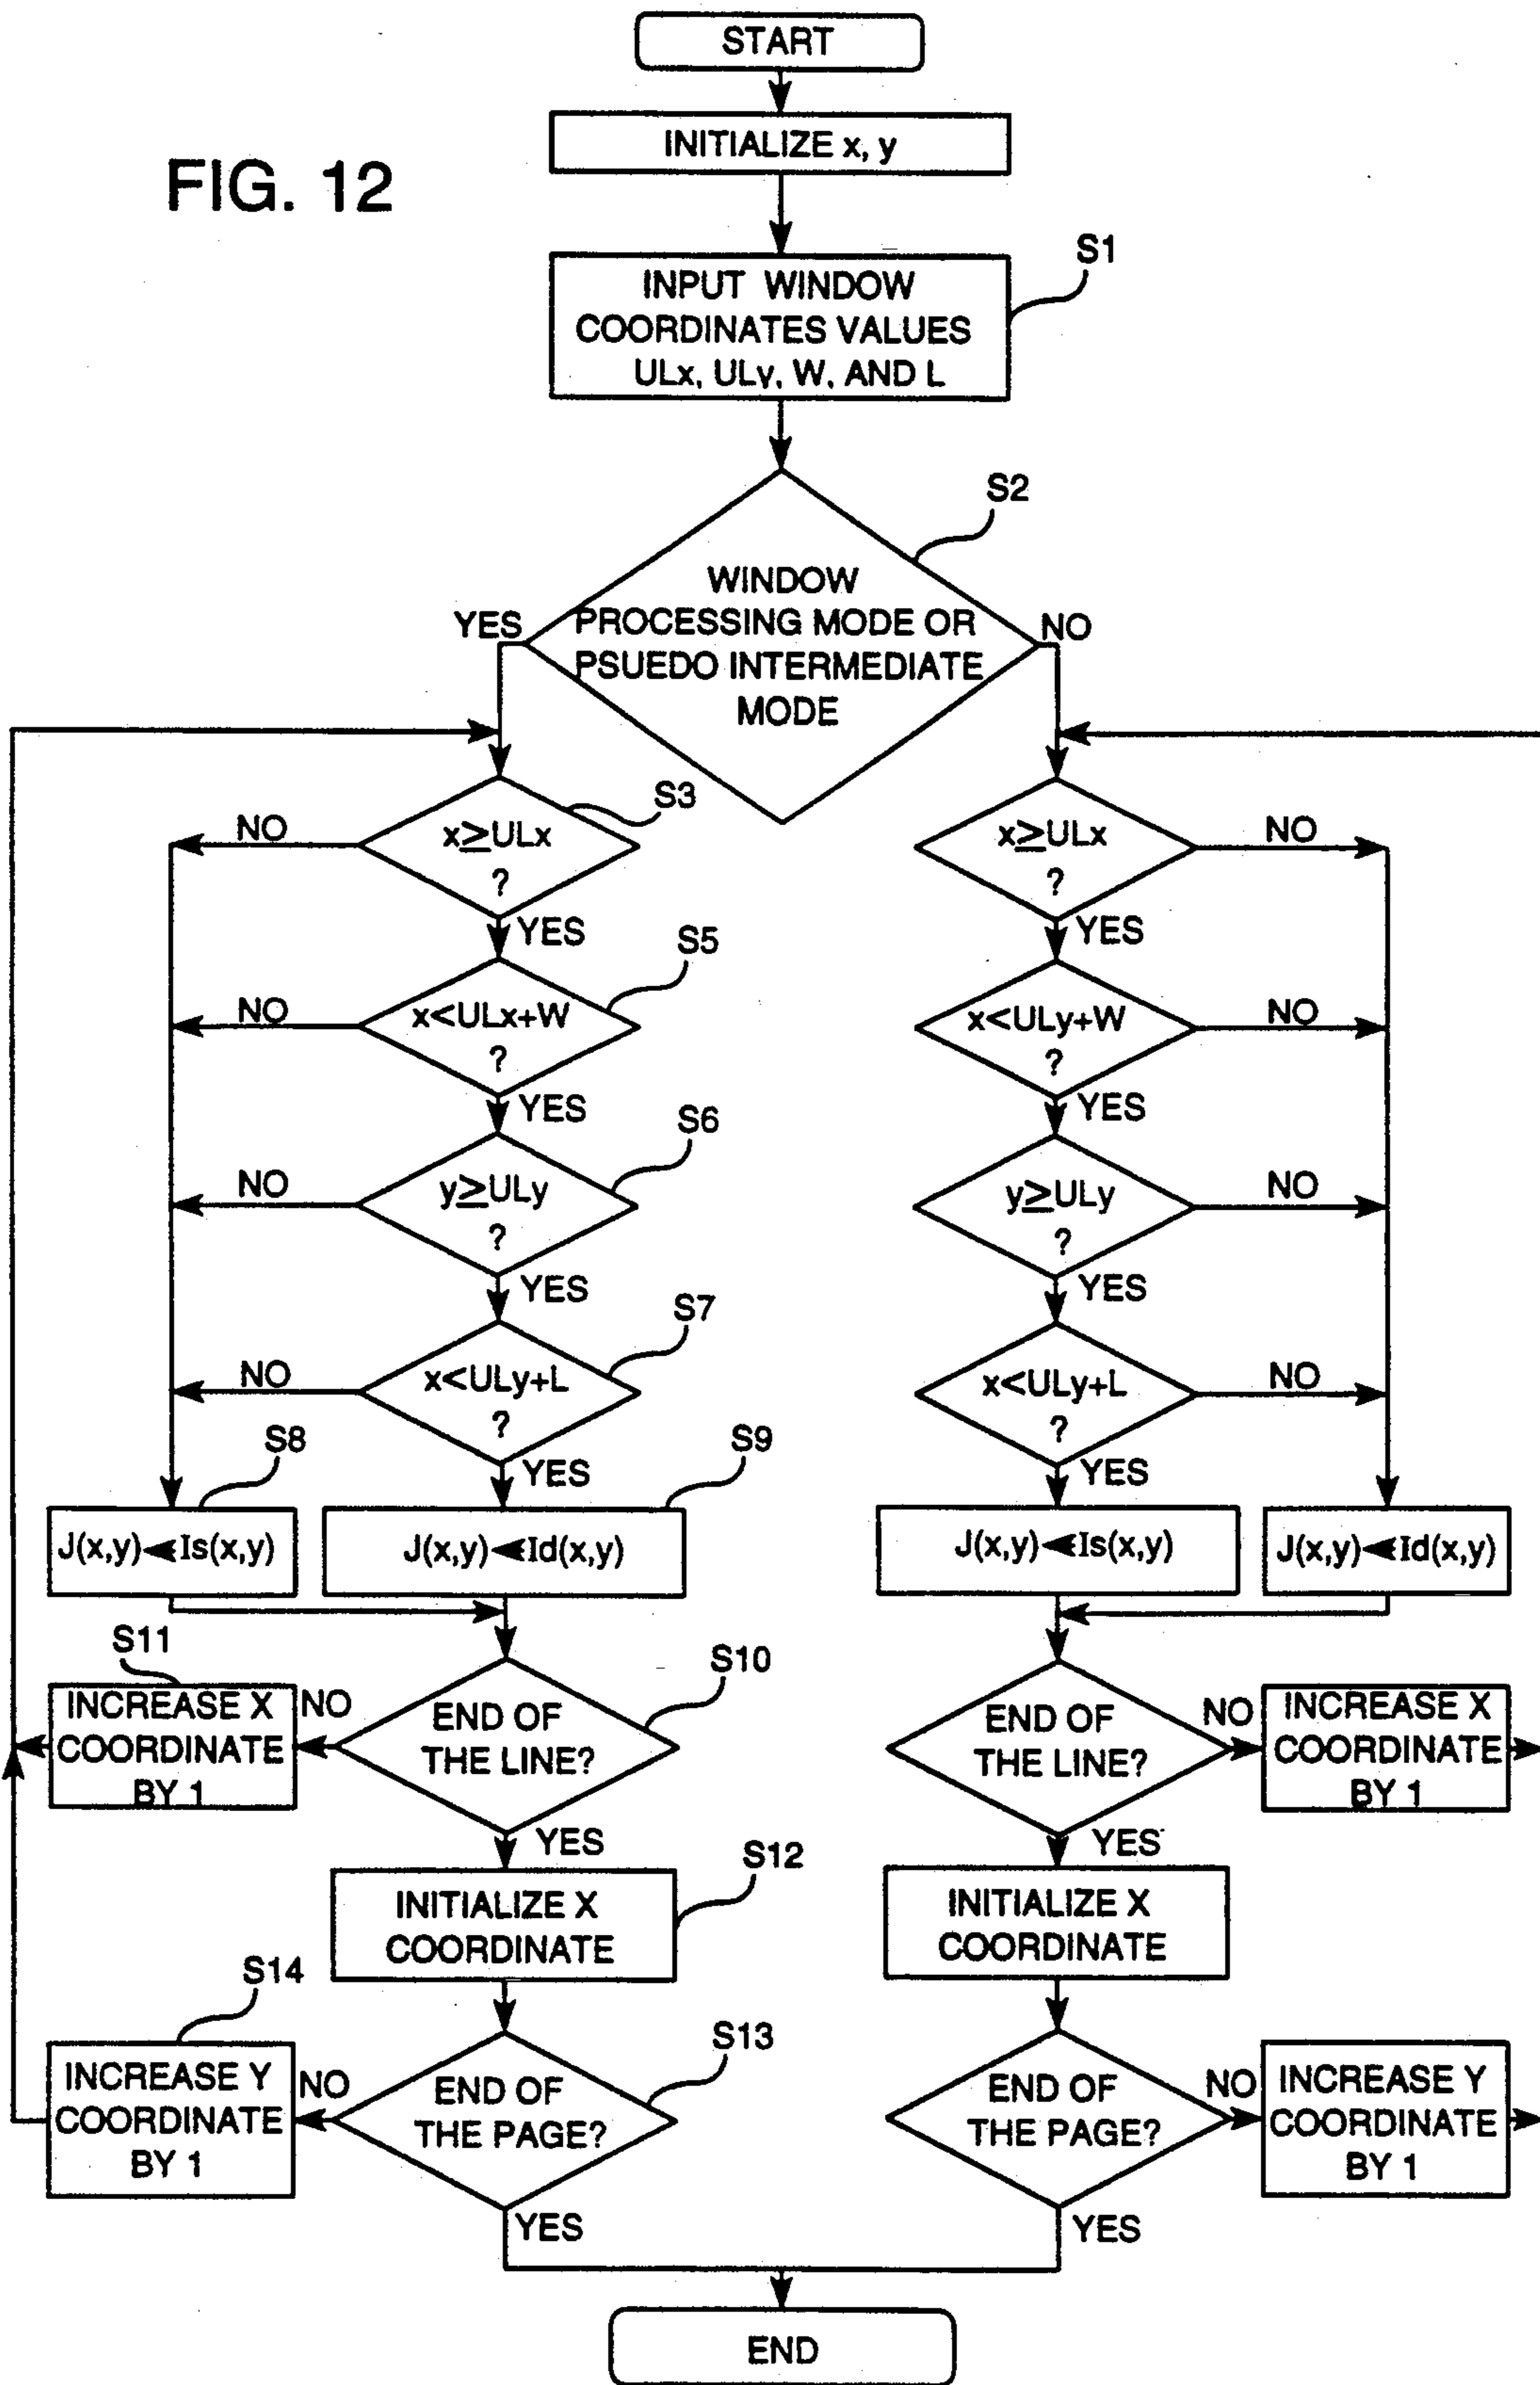 START
INITIALIZE x, y
FIG. 12
S1
INPUT WINDOW
COORDINATES VALUES
ULx, ULy, W, AND L
S2
WINDOW
PROCESSING MODE OR
PSUEDO INTERMEDIATE
MODE
YES
NO
S3
x≥ULx
?
NO
YES
x≥ULx
?
NO
YES
S5
x<ULx+W
?
NO
YES
x<ULy+W
?
NO
YES
S6
y≥ULy
?
NO
YES
y≥ULy
?
NO
YES
S7
x<ULy+L
?
NO
YES
x<ULy+L
?
NO
YES
S8
J(x,y)◄Is(x,y)
S9
J(x,y)◄Id(x,y)
J(x,y)◄Is(x,y)
J(x,y)◄Id(x,y)
S11
INCREASE X
COORDINATE
BY 1
NO
S10
END OF
THE LINE?
YES
END OF
THE LINE?
NO
INCREASE X
COORDINATE
BY 1
YES
S12
INITIALIZE X
COORDINATE
INITIALIZE X
COORDINATE
S14
INCREASE Y
COORDINATE
BY 1
NO
S13
END OF
THE PAGE?
YES
END OF
THE PAGE?
NO
INCREASE Y
COORDINATE
BY 1
YES
END